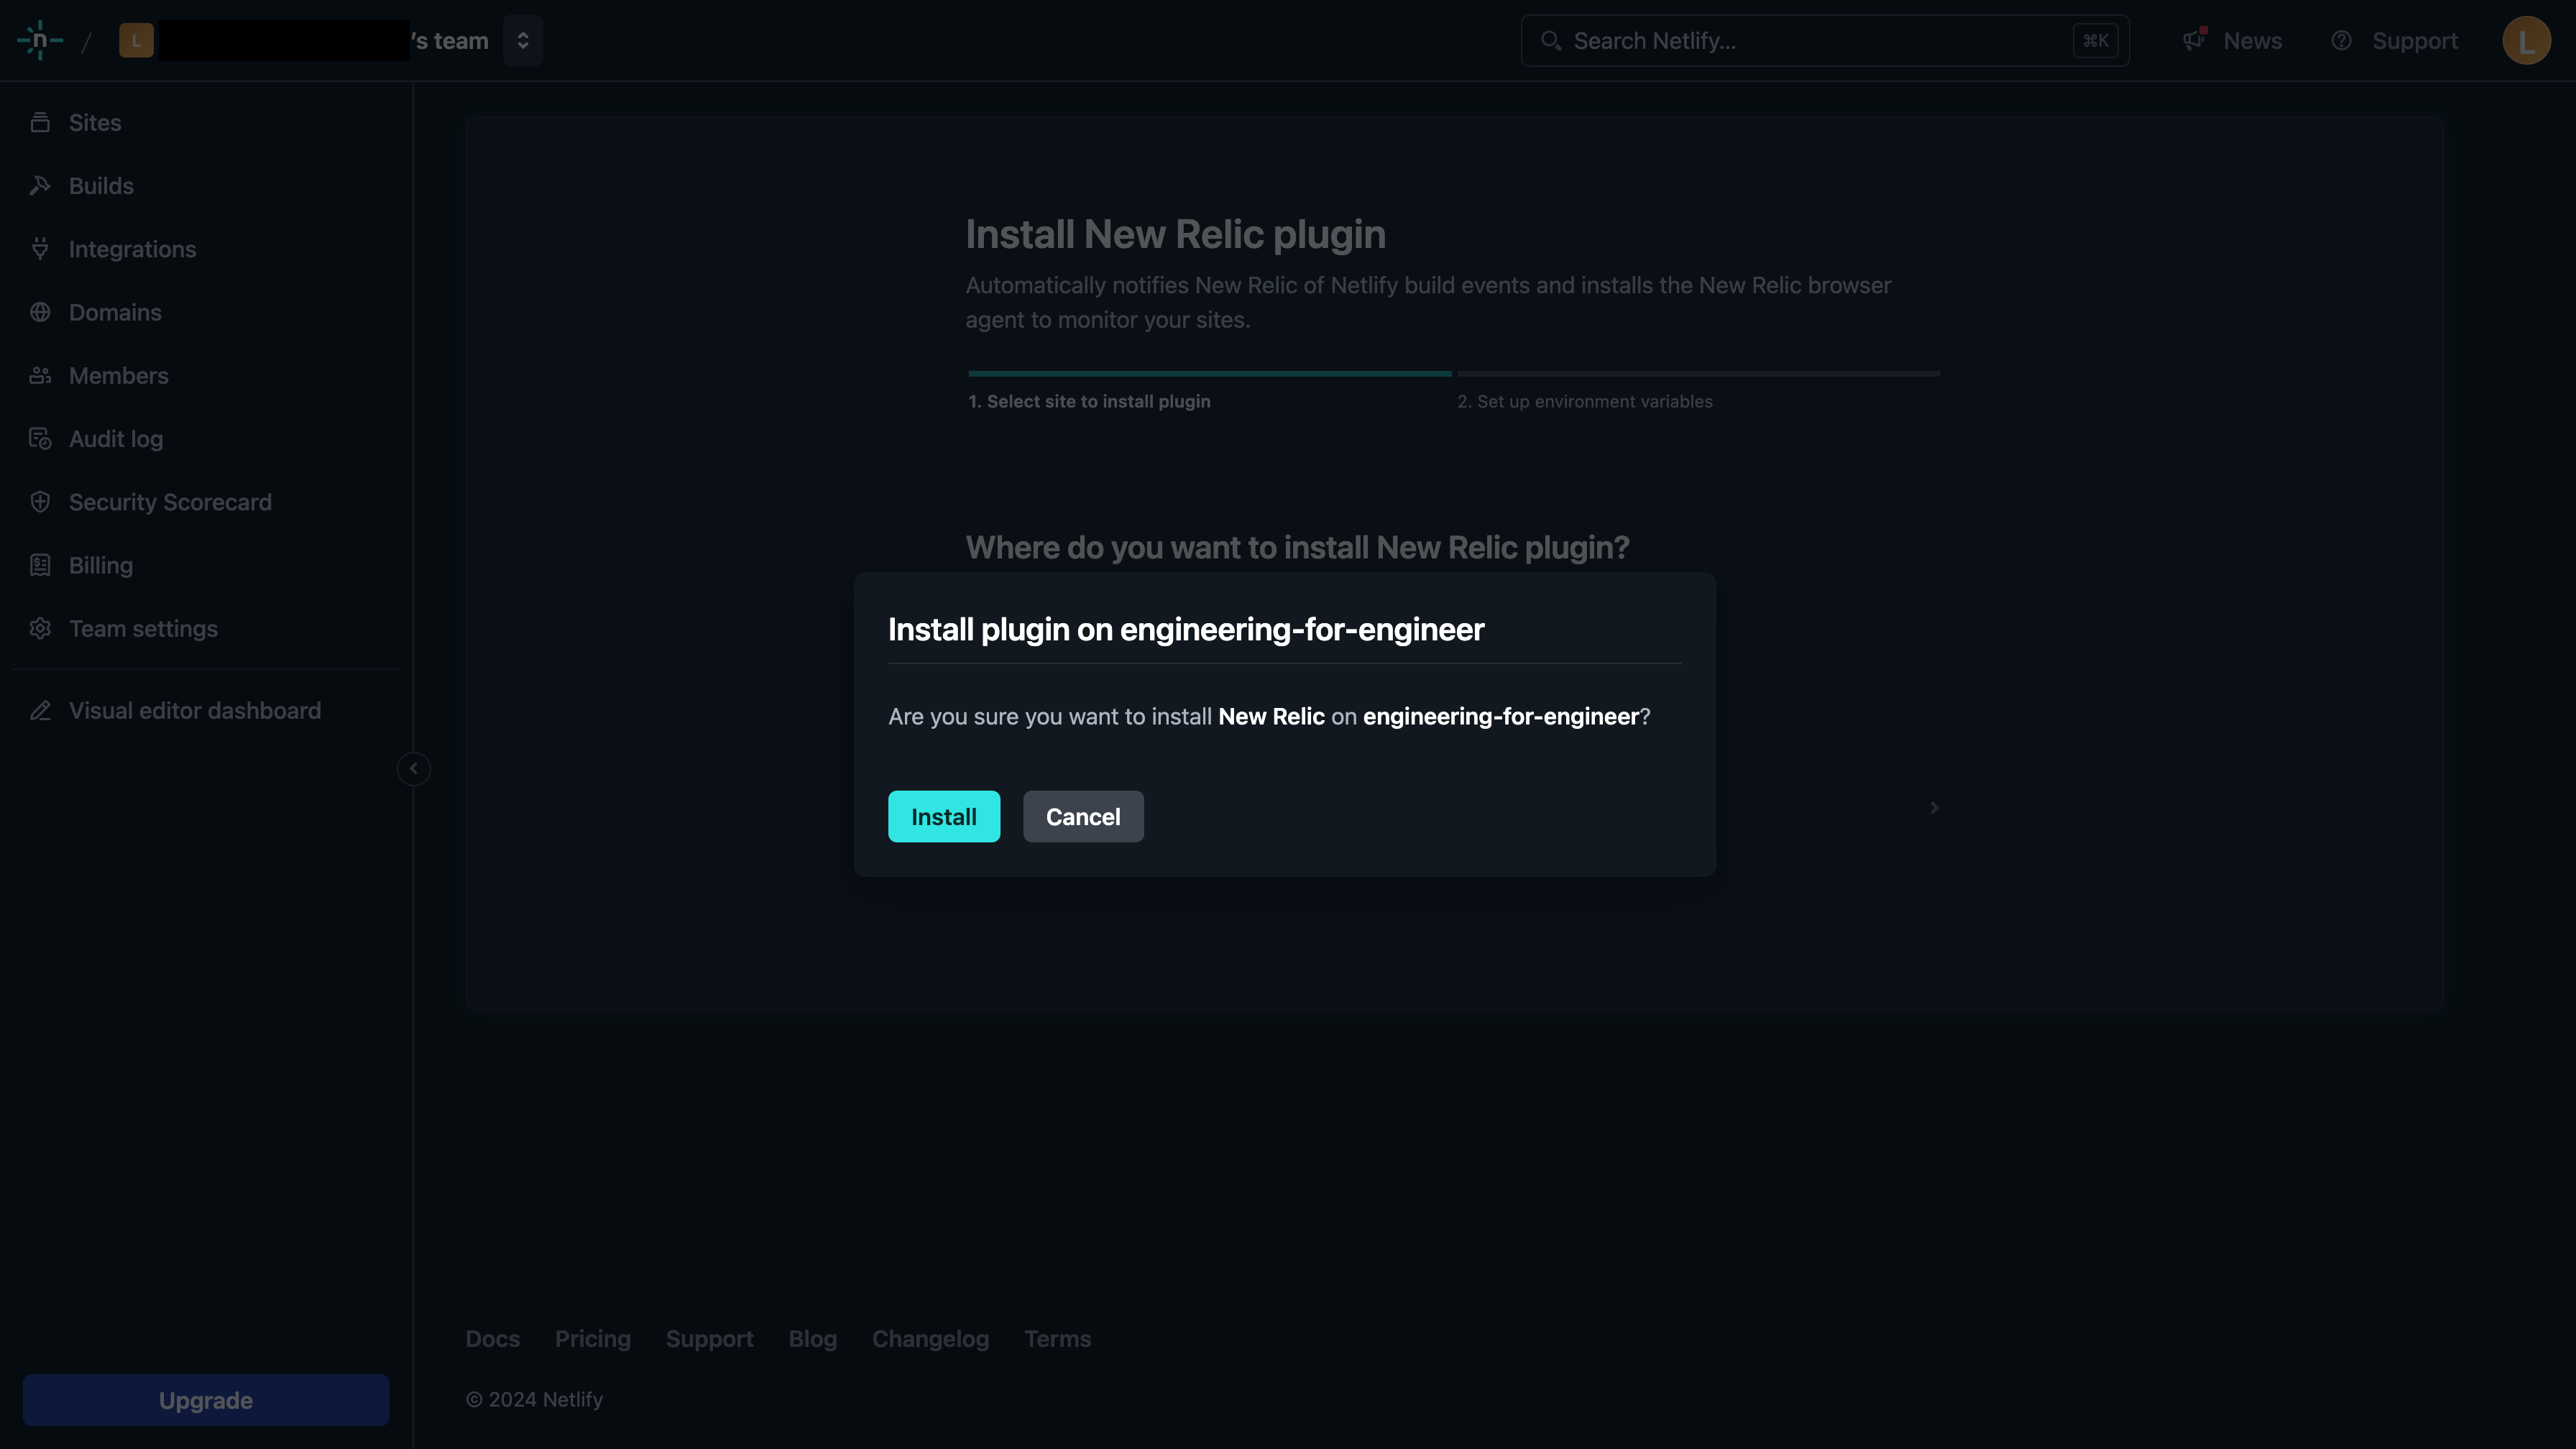 n / L 's team
Search Netlify... ⌘K
News
Support
L
Sites
Builds
Integrations
Domains
Members
Audit log
Security Scorecard
Billing
Team settings
Visual editor dashboard
Upgrade
Install New Relic plugin
Automatically notifies New Relic of Netlify build events and installs the New Relic browser
agent to monitor your sites.
1. Select site to install plugin
2. Set up environment variables
Where do you want to install New Relic plugin?
Install plugin on engineering-for-engineer
Are you sure you want to install New Relic on engineering-for-engineer?
Install
Cancel
Docs Pricing Support Blog Changelog Terms
© 2024 Netlify